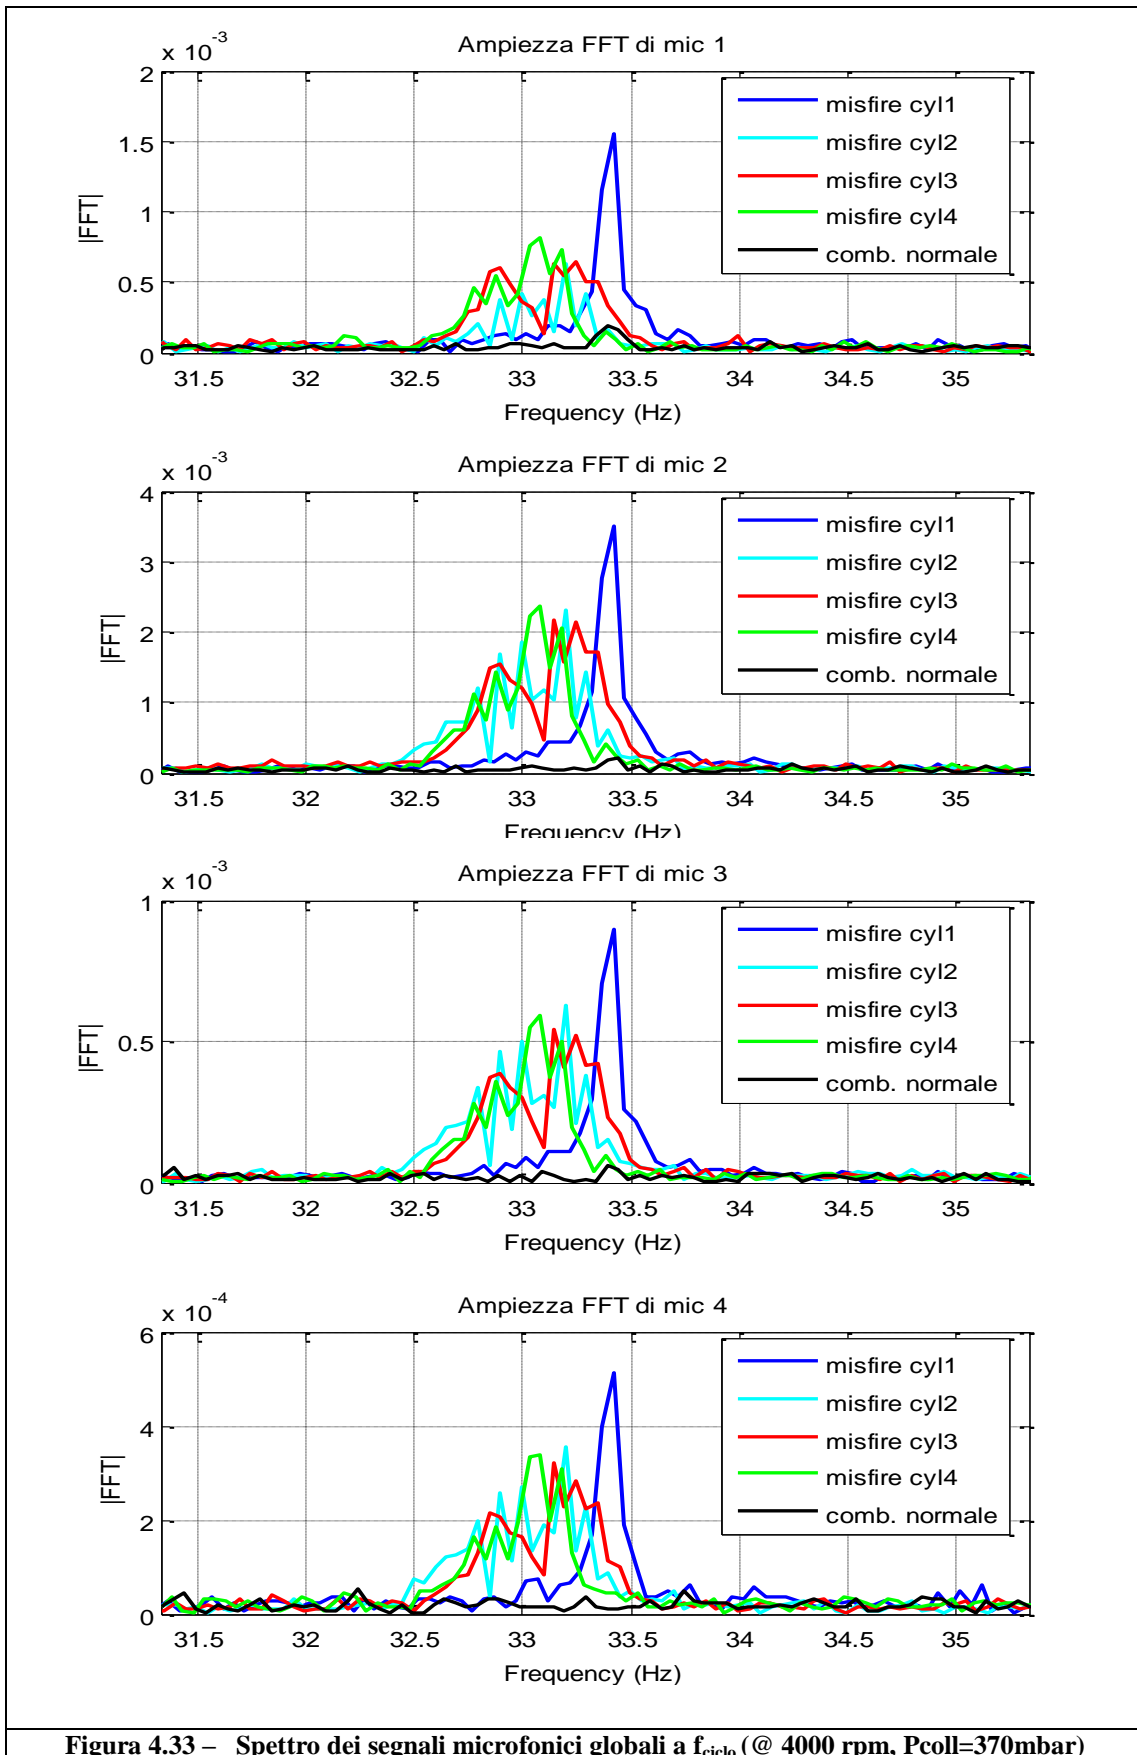 Ampiezza FFT di mic 1
x 10-3
2
1.5
1
0.5
0
|FFT|
misfire cyl1
misfire cyl2
misfire cyl3
misfire cyl4
comb. normale
31.5 32 32.5 33 33.5 34 34.5 35
Frequency (Hz)
Ampiezza FFT di mic 2
x 10-3
4
3
2
1
0
|FFT|
misfire cyl1
misfire cyl2
misfire cyl3
misfire cyl4
comb. normale
31.5 32 32.5 33 33.5 34 34.5 35
Frequency (Hz)
Ampiezza FFT di mic 3
x 10-3
1
0.5
0
|FFT|
misfire cyl1
misfire cyl2
misfire cyl3
misfire cyl4
comb. normale
31.5 32 32.5 33 33.5 34 34.5 35
Frequency (Hz)
Ampiezza FFT di mic 4
x 10-4
6
4
2
0
|FFT|
misfire cyl1
misfire cyl2
misfire cyl3
misfire cyl4
comb. normale
31.5 32 32.5 33 33.5 34 34.5 35
Frequency (Hz)
Figura 4.33 – Spettro dei segnali microfonici globali a fciclo (@ 4000 rpm, Pcoll=370mbar)